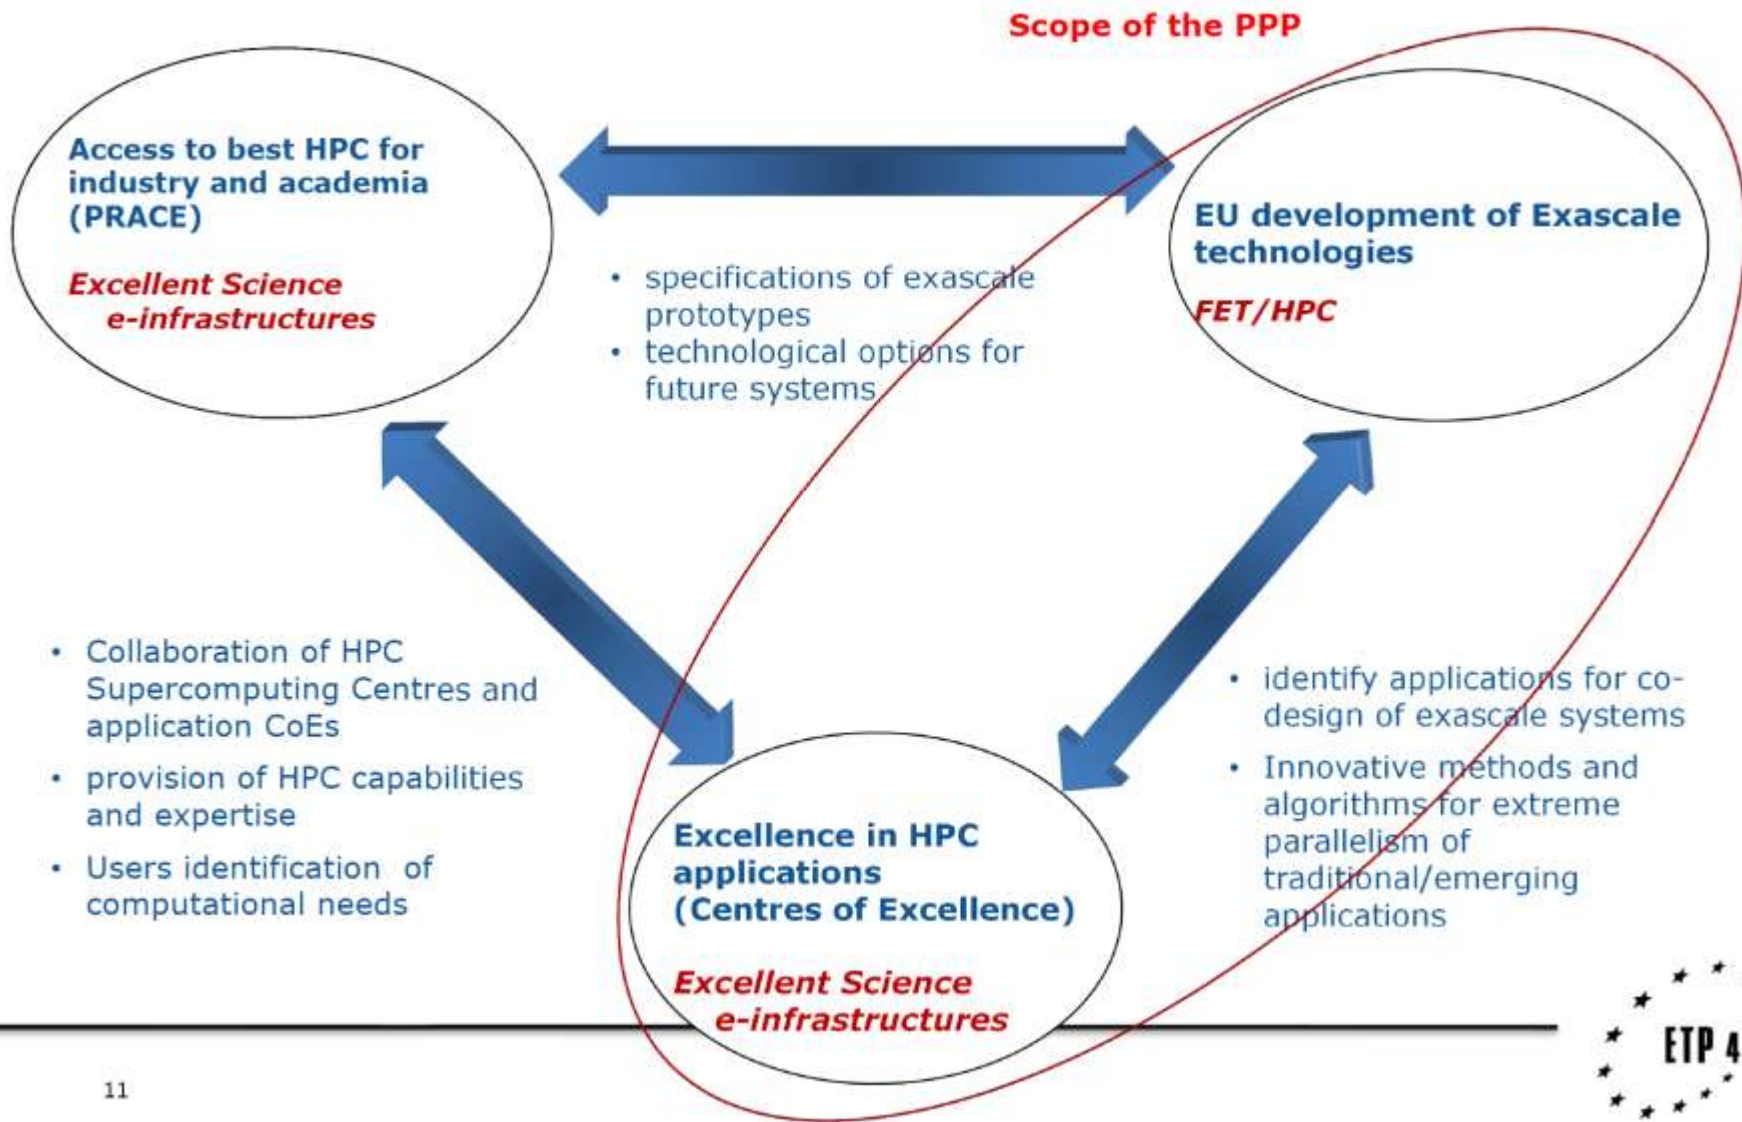 Scope of the PPP
Access to best HPC for
industry and academia
(PRACE)
Excellent Science
e-infrastructures
EU development of Exascale
technologies
FET/HPC
• specifications of exascale
prototypes
• technological options for
future systems
• Collaboration of HPC
Supercomputing Centres and
application CoEs
• provision of HPC capabilities
and expertise
• Users identification of
computational needs
• identify applications for co-
design of exascale systems
• Innovative methods and
algorithms for extreme
parallelism of
traditional/emerging
applications
Excellence in HPC
applications
(Centres of Excellence)
Excellent Science
e-infrastructures
ETP 4
11